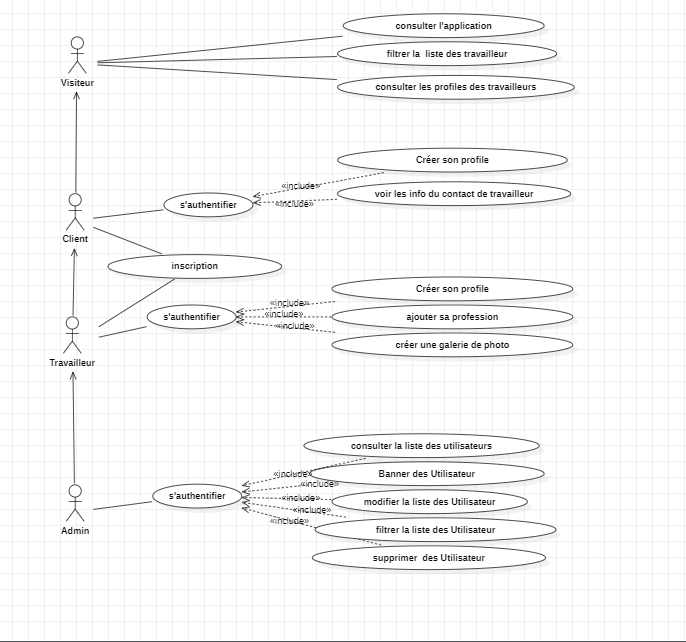 consulter l'application
filtrer la  liste des travailleur
consulter les profiles des travailleurs
Visiteur
Créer son profile
«include»
voir les info du contact de travailleur
«include»
s'authentifier
Client
inscription
Créer son profile
«include»
ajouter sa profession
«include»
s'authentifier
«include»
créer une galerie de photo
Travailleur
consulter la liste des utilisateurs
«include»
Banner des Utilisateur
«include»
s'authentifier
«include»
modifier la liste des Utilisateur
«include»
«include»
filtrer la liste des Utilisateur
Admin
supprimer  des Utilisateur